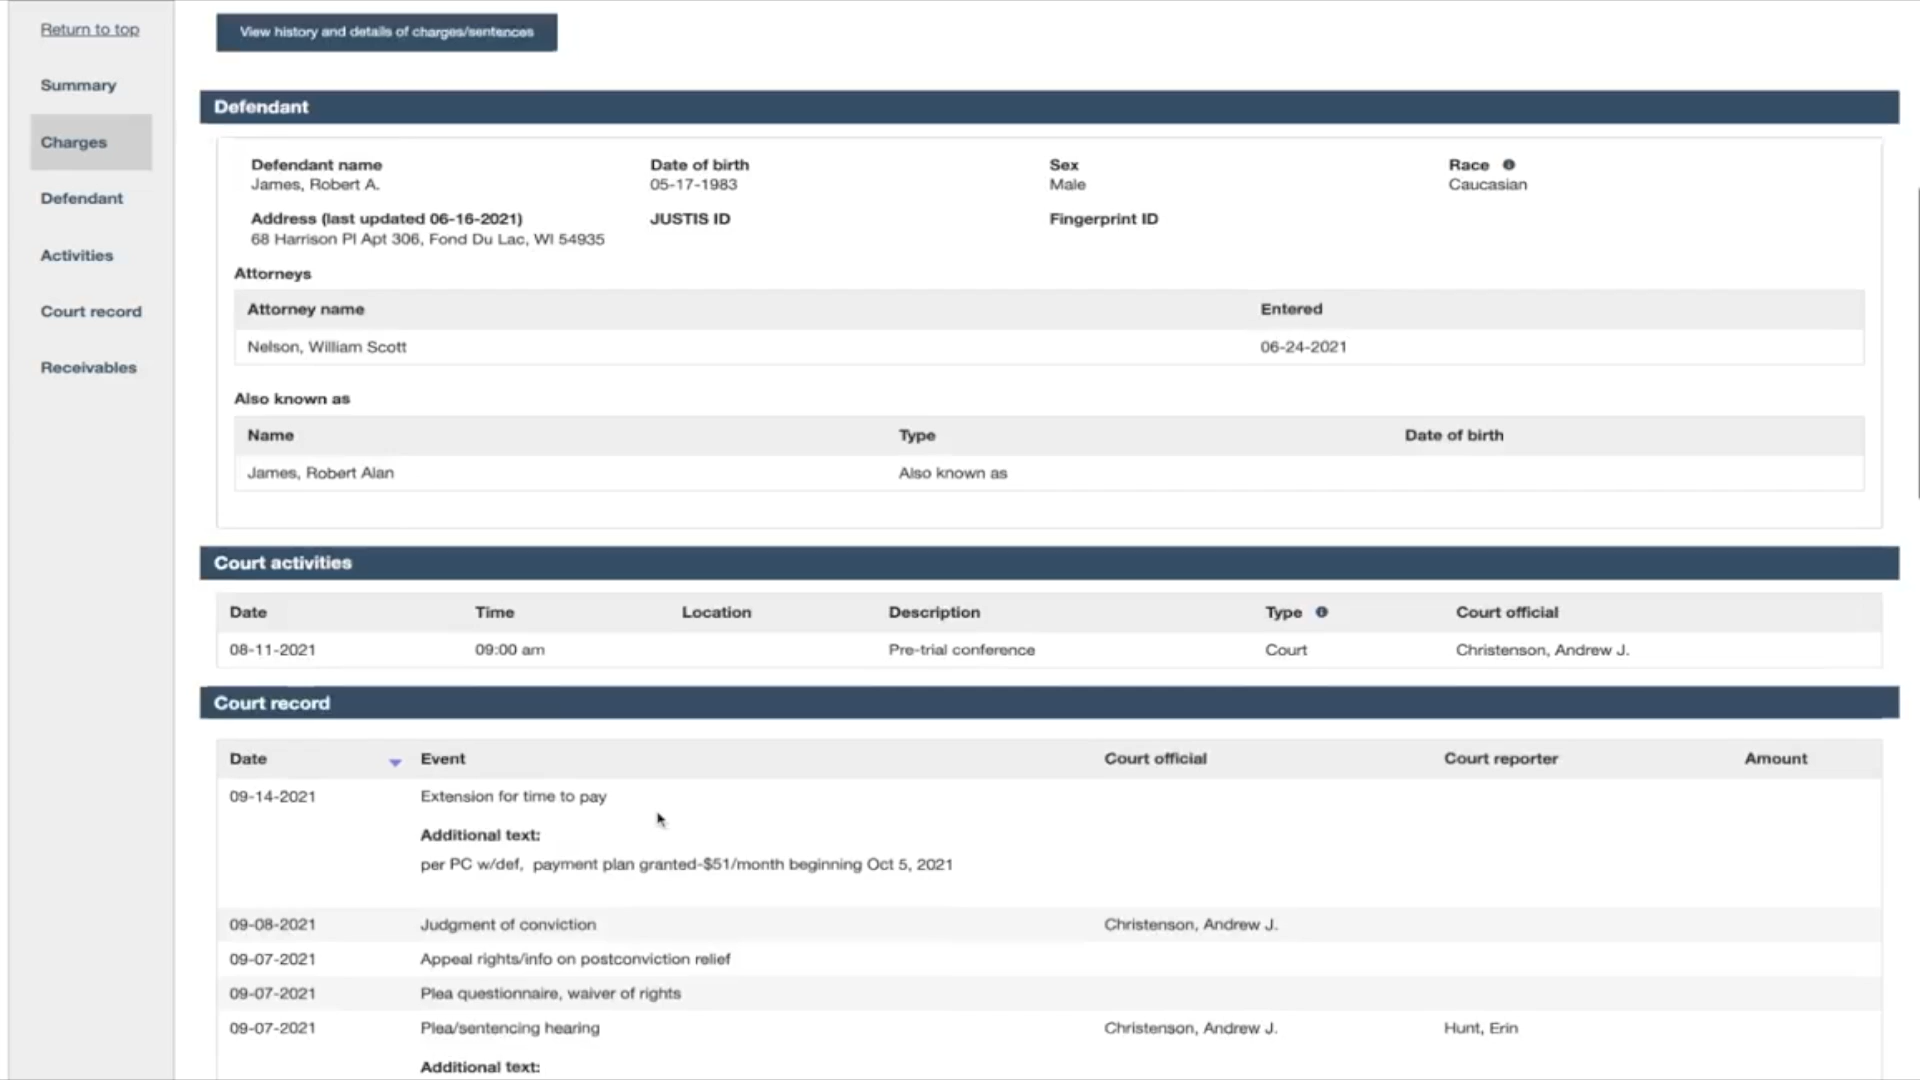 Return to top
Summary
Charges
Defendant
Activities
Court record
Receivables
View history and details of charges/sentences
Defendant
Defendant name Date of birth Sex Race
James, Robert A. 05-17-1983 Male Caucasian
Address (last updated 06-16-2021) JUSTIS ID Fingerprint ID
68 Harrison Pl Apt 306, Fond Du Lac, WI 54935
Attorneys
Attorney name Entered
Nelson, William Scott 06-24-2021
Also known as
Name Type Date of birth
James, Robert Alan Also known as
Court activities
Date Time Location Description Type Court official
08-11-2021 09:00 am Pre-trial conference Court Christenson, Andrew J.
Court record
Date Event Court official Court reporter Amount
09-14-2021 Extension for time to pay
Additional text:
per PC w/def, payment plan granted-$51/month beginning Oct 5, 2021
09-08-2021 Judgment of conviction Christenson, Andrew J.
09-07-2021 Appeal rights/info on postconviction relief
09-07-2021 Plea questionnaire, waiver of rights
09-07-2021 Plea/sentencing hearing Christenson, Andrew J. Hunt, Erin
Additional text: